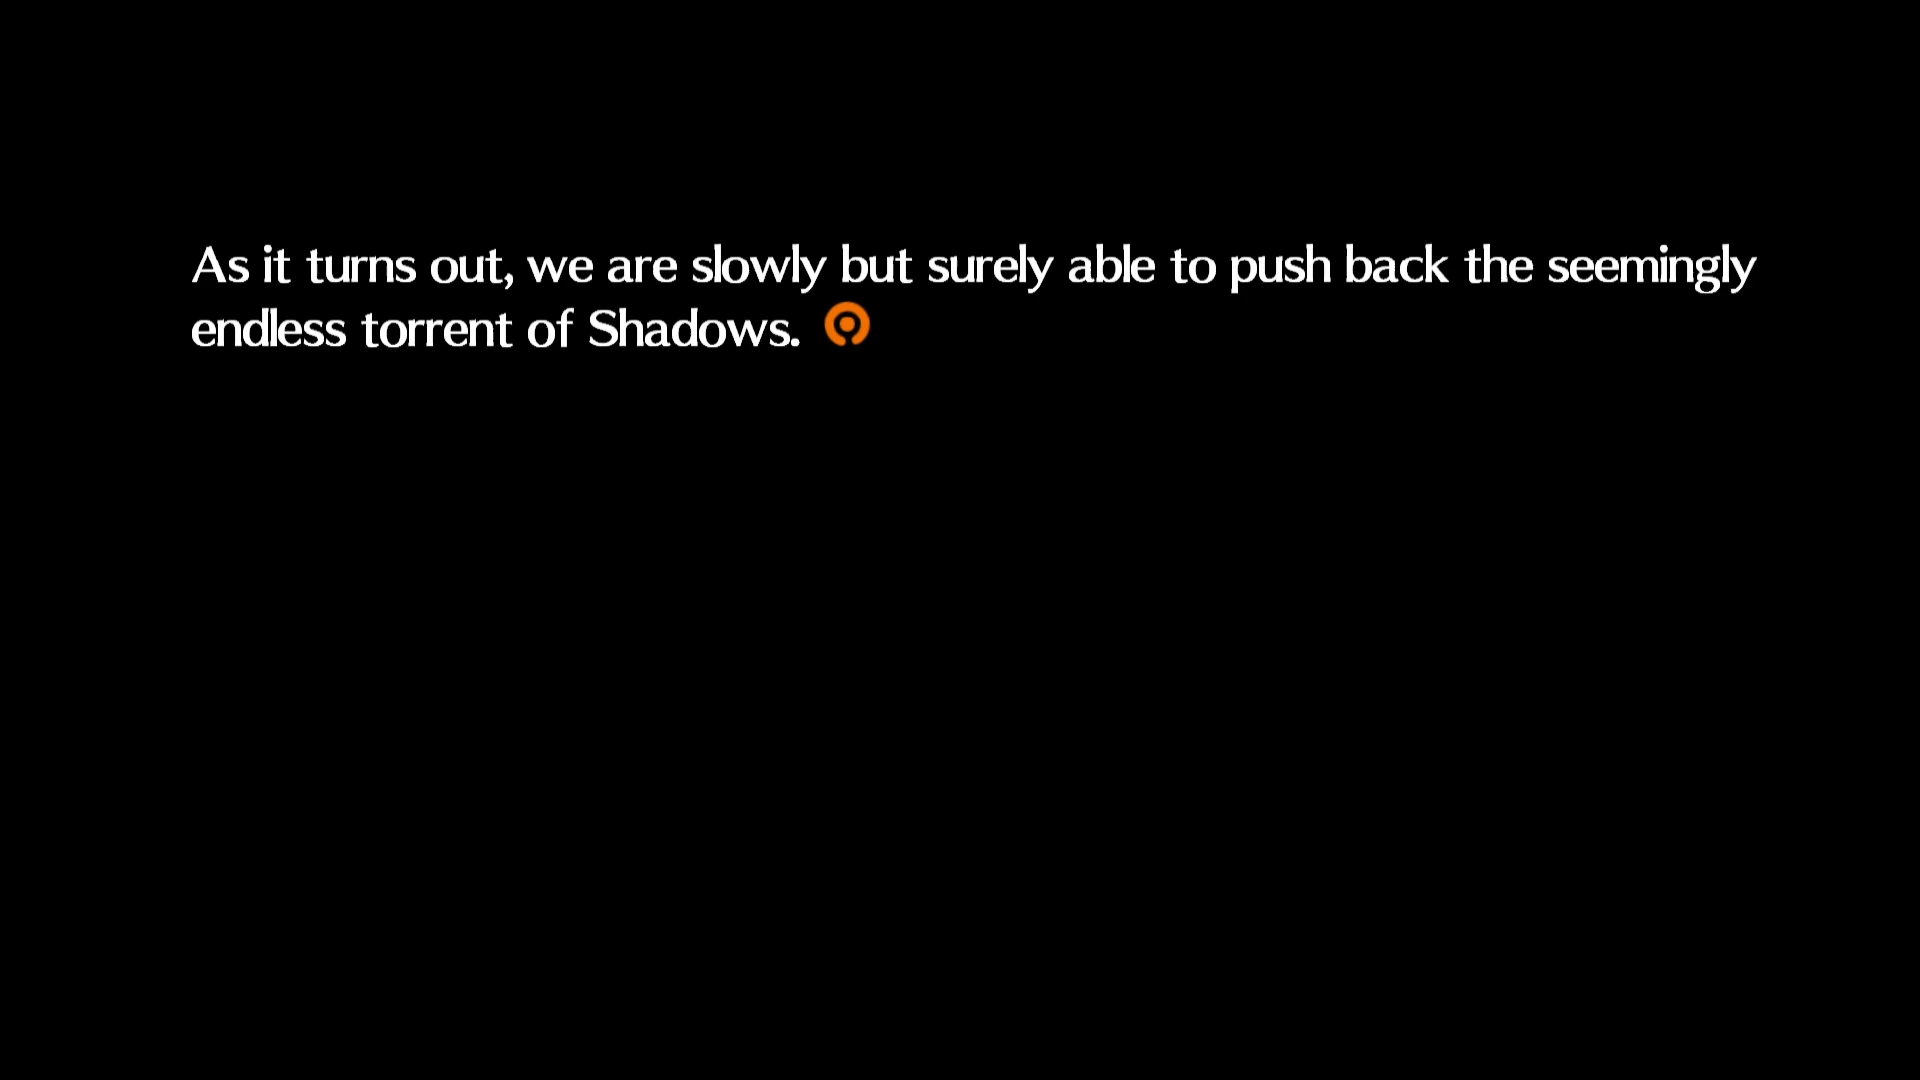 As it turns out, we are slowly but surely able to push back the seemingly
endless torrent of Shadows.